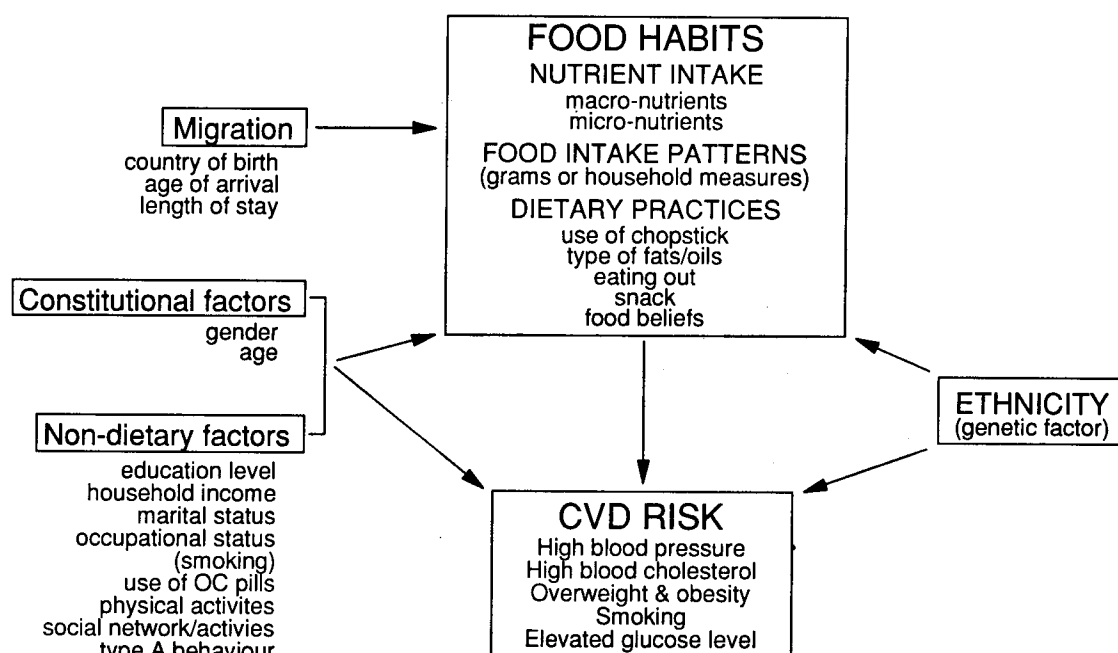 FOOD HABITS
NUTRIENT INTAKE
macro-nutrients
micro-nutrients
FOOD INTAKE PATTERNS
(grams or household measures)
DIETARY PRACTICES
use of chopstick
type of fats/oils
eating out
snack
food beliefs
Migration
country of birth
age of arrival
length of stay
Constitutional factors
gender
age
Non-dietary factors
education level
household income
marital status
occupational status
(smoking)
use of OC pills
physical activites
social network/activies
type A behaviour
ETHNICITY
(genetic factor)
CVD RISK
High blood pressure
High blood cholesterol
Overweight & obesity
Smoking
Elevated glucose level